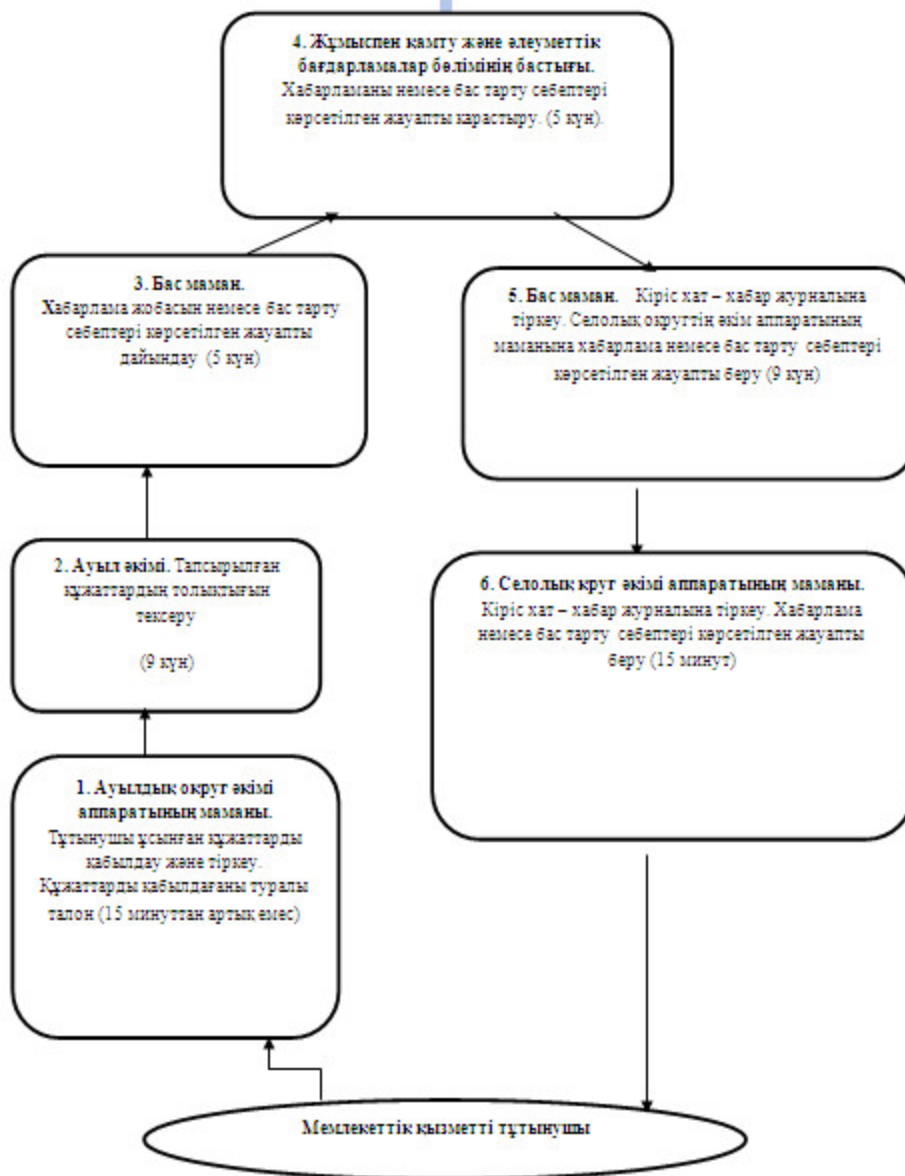 4. Жұмыспен қамту және әлеуметтік
бағдарламалар бөлімінің бастығы.
Хабарламаны немесе бас тарту себептері
көрсетілген жауапты қарастыру. (5 күн).
3. Бас маман.
Хабарлама жобасын немесе бас тарту
себептері көрсетілген жауапты
дайындау (5 күн)
5. Бас маман. Кіріс хат – хабар журналына
тіркеу. Селолық округтің әкім аппаратының
маманына хабарлама немесе бас тарту себептері
көрсетілген жауапты беру (9 күн)
2. Ауыл әкімі. Тапсырылған
құжаттардың толықтығын
тексеру
(9 күн)
6. Селолық круг әкімі аппаратының маманы.
Кіріс хат – хабар журналына тіркеу. Хабарлама
немесе бас тарту себептері көрсетілген жауапты
беру (15 минут)
1. Ауылдық округ әкімі
аппаратының маманы.
Тұтынушы ұсынған құжаттарды
қабылдау және тіркеу.
Құжаттарды қабылдағаны туралы
талон (15 минуттан артық емес)
Мемлекеттік қызметті тұтынушы